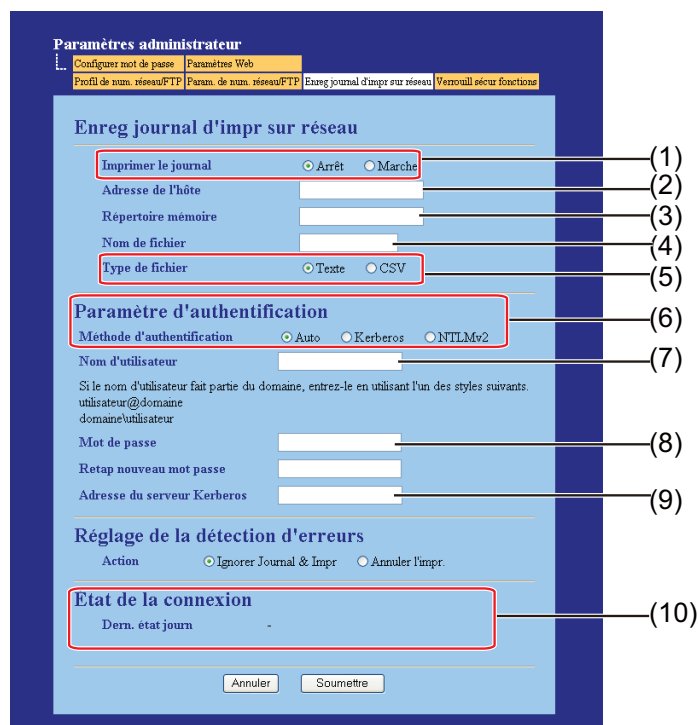 Paramètres administrateur
Configurer mot de passe Paramètres Web
Profil de num. réseau/FTP Param. de num. réseau/FTP Enreg journal d'impr sur réseau Verrouill sécur fonctions
Enreg journal d'impr sur réseau
Imprimer le journal Arrêt Marche (1)
Adresse de l'hôte (2)
Répertoire mémoire (3)
Nom de fichier (4)
Type de fichier Texte CSV (5)
Paramètre d'authentification (6)
Méthode d'authentification Auto Kerberos NTLMv2
Nom d'utilisateur (7)
Si le nom d'utilisateur fait partie du domaine, entrez-le en utilisant l'un des styles suivants.
utilisateur@domaine
domaine\utilisateur
Mot de passe (8)
Retap nouveau mot passe
Adresse du serveur Kerberos (9)
Réglage de la détection d'erreurs
Action Ignorer Journal & Impr Annuler l'impr.
Etat de la connexion (10)
Dern. état journ -
Annuler Soumettre